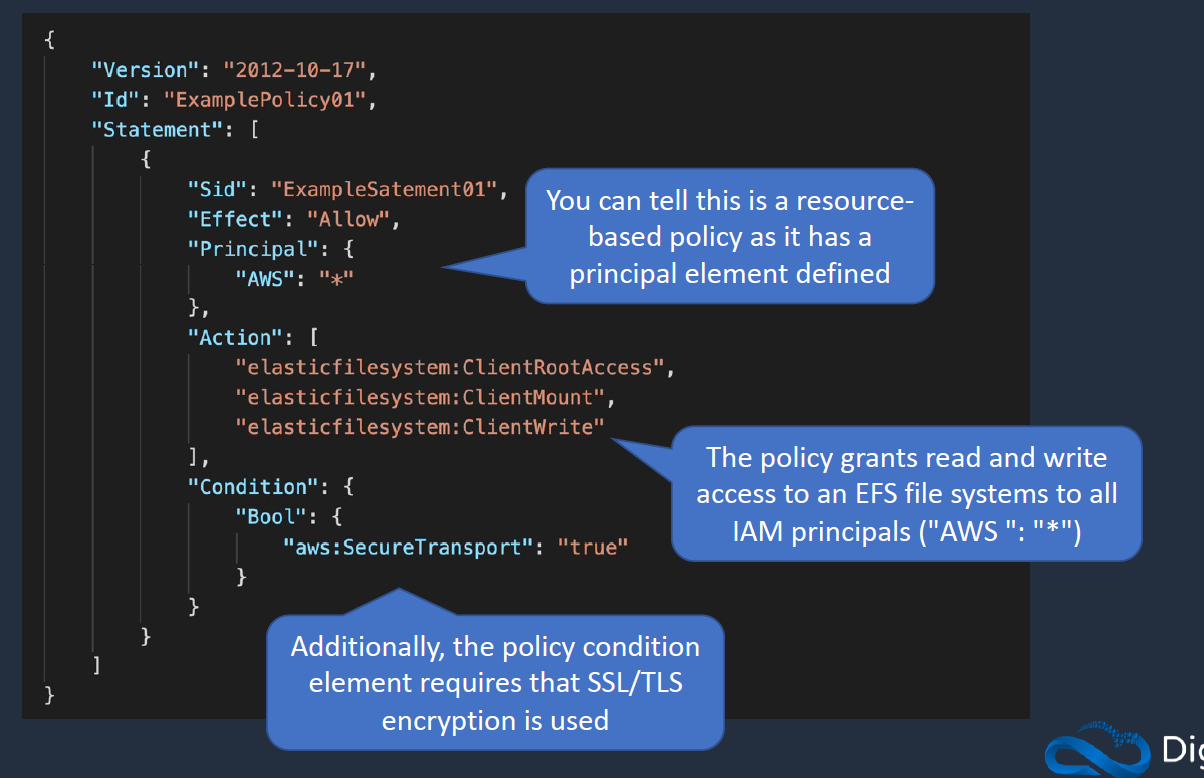 {
"Version": "2012-10-17",
"Id": "ExamplePolicy01",
"Statement": [
{
"Sid": "ExampleSatement01",
"Effect": "Allow",
"Principal": {
"AWS": "*"
},
"Action": [
"elasticfilesystem:ClientRootAccess",
"elasticfilesystem:ClientMount",
"elasticfilesystem:ClientWrite"
],
"Condition": {
"Bool": {
"aws:SecureTransport": "true"
}
}
}
]
}
You can tell this is a resource-
based policy as it has a
principal element defined
The policy grants read and write
access to an EFS file systems to all
IAM principals ("AWS ": "*")
Additionally, the policy condition
element requires that SSL/TLS
encryption is used